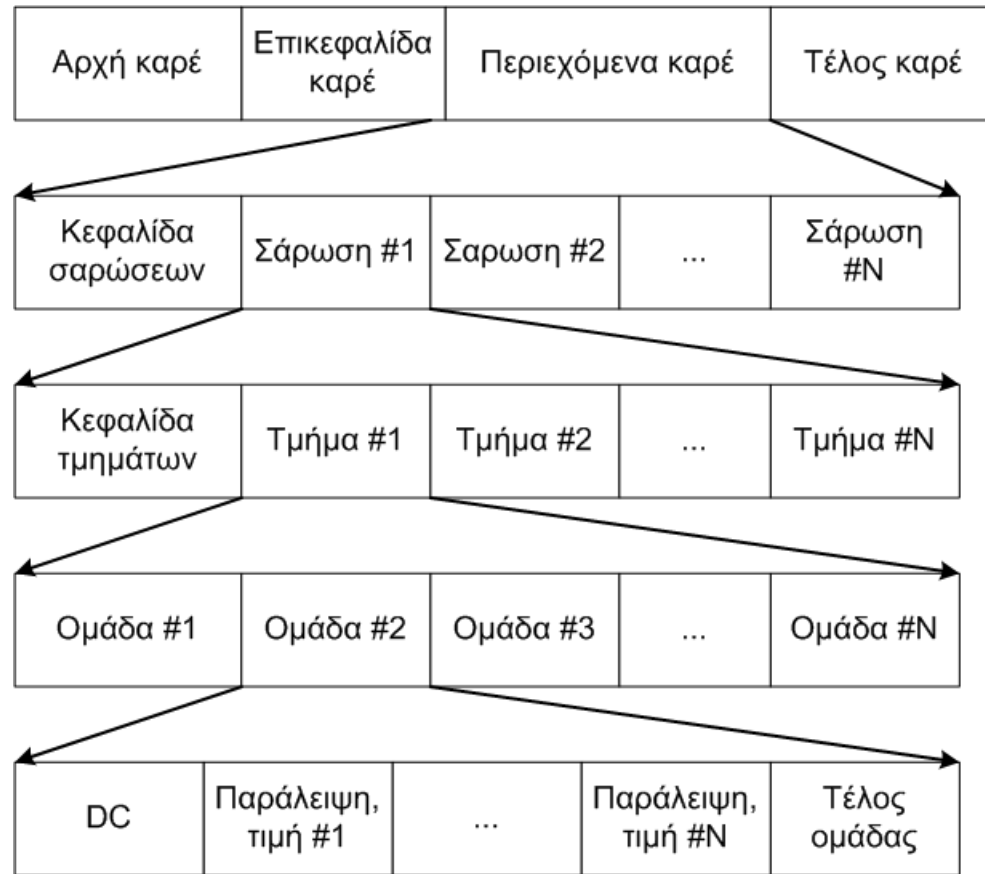 Αρχή καρέ
Επικεφαλίδα
καρέ
Περιεχόμενα καρέ
Τέλος καρέ
Κεφαλίδα
σαρώσεων
Σάρωση #1
Σαρωση #2
...
Σάρωση
#N
Κεφαλίδα
τμημάτων
Τμήμα #1
Τμήμα #2
...
Τμήμα #N
Ομάδα #1
Ομάδα #2
Ομάδα #3
...
Ομάδα #N
DC
Παράλειψη,
τιμή #1
...
Παράλειψη,
τιμή #N
Τέλος
ομάδας